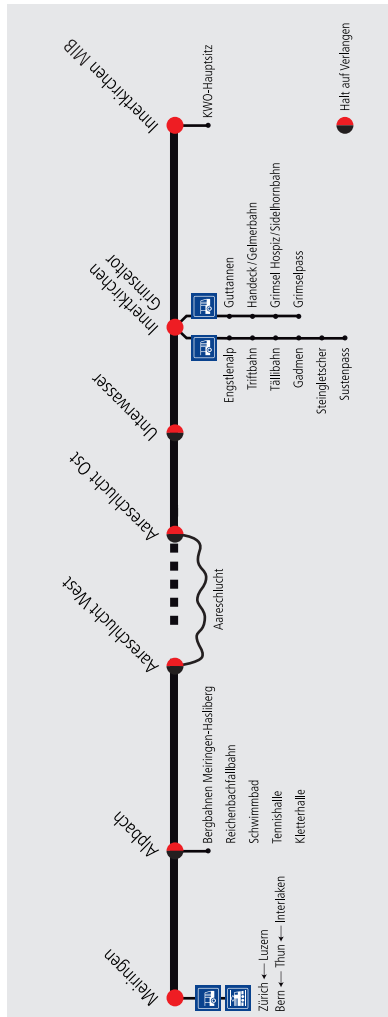 Meiringen
Alpbach
Aareschlucht West
Aareschlucht Ost
Unterwasser
Innertkirchen
Grimseltor
Innertkirchen MIB
Zürich ← Luzern
Bern ← Thun ← Interlaken
Bergbahnen Meiringen-Hasliberg
Reichenbachfallbahn
Schwimmbad
Tennishalle
Kletterhalle
Aareschlucht
Engstlenalp
Triftbahn
Tällibahn
Gadmen
Steingletscher
Sustenpass
Guttannen
Handeck/Gelmerbahn
Grimsel Hospiz/Sidelhornbahn
Grimselpass
KWO-Hauptsitz
Halt auf Verlangen